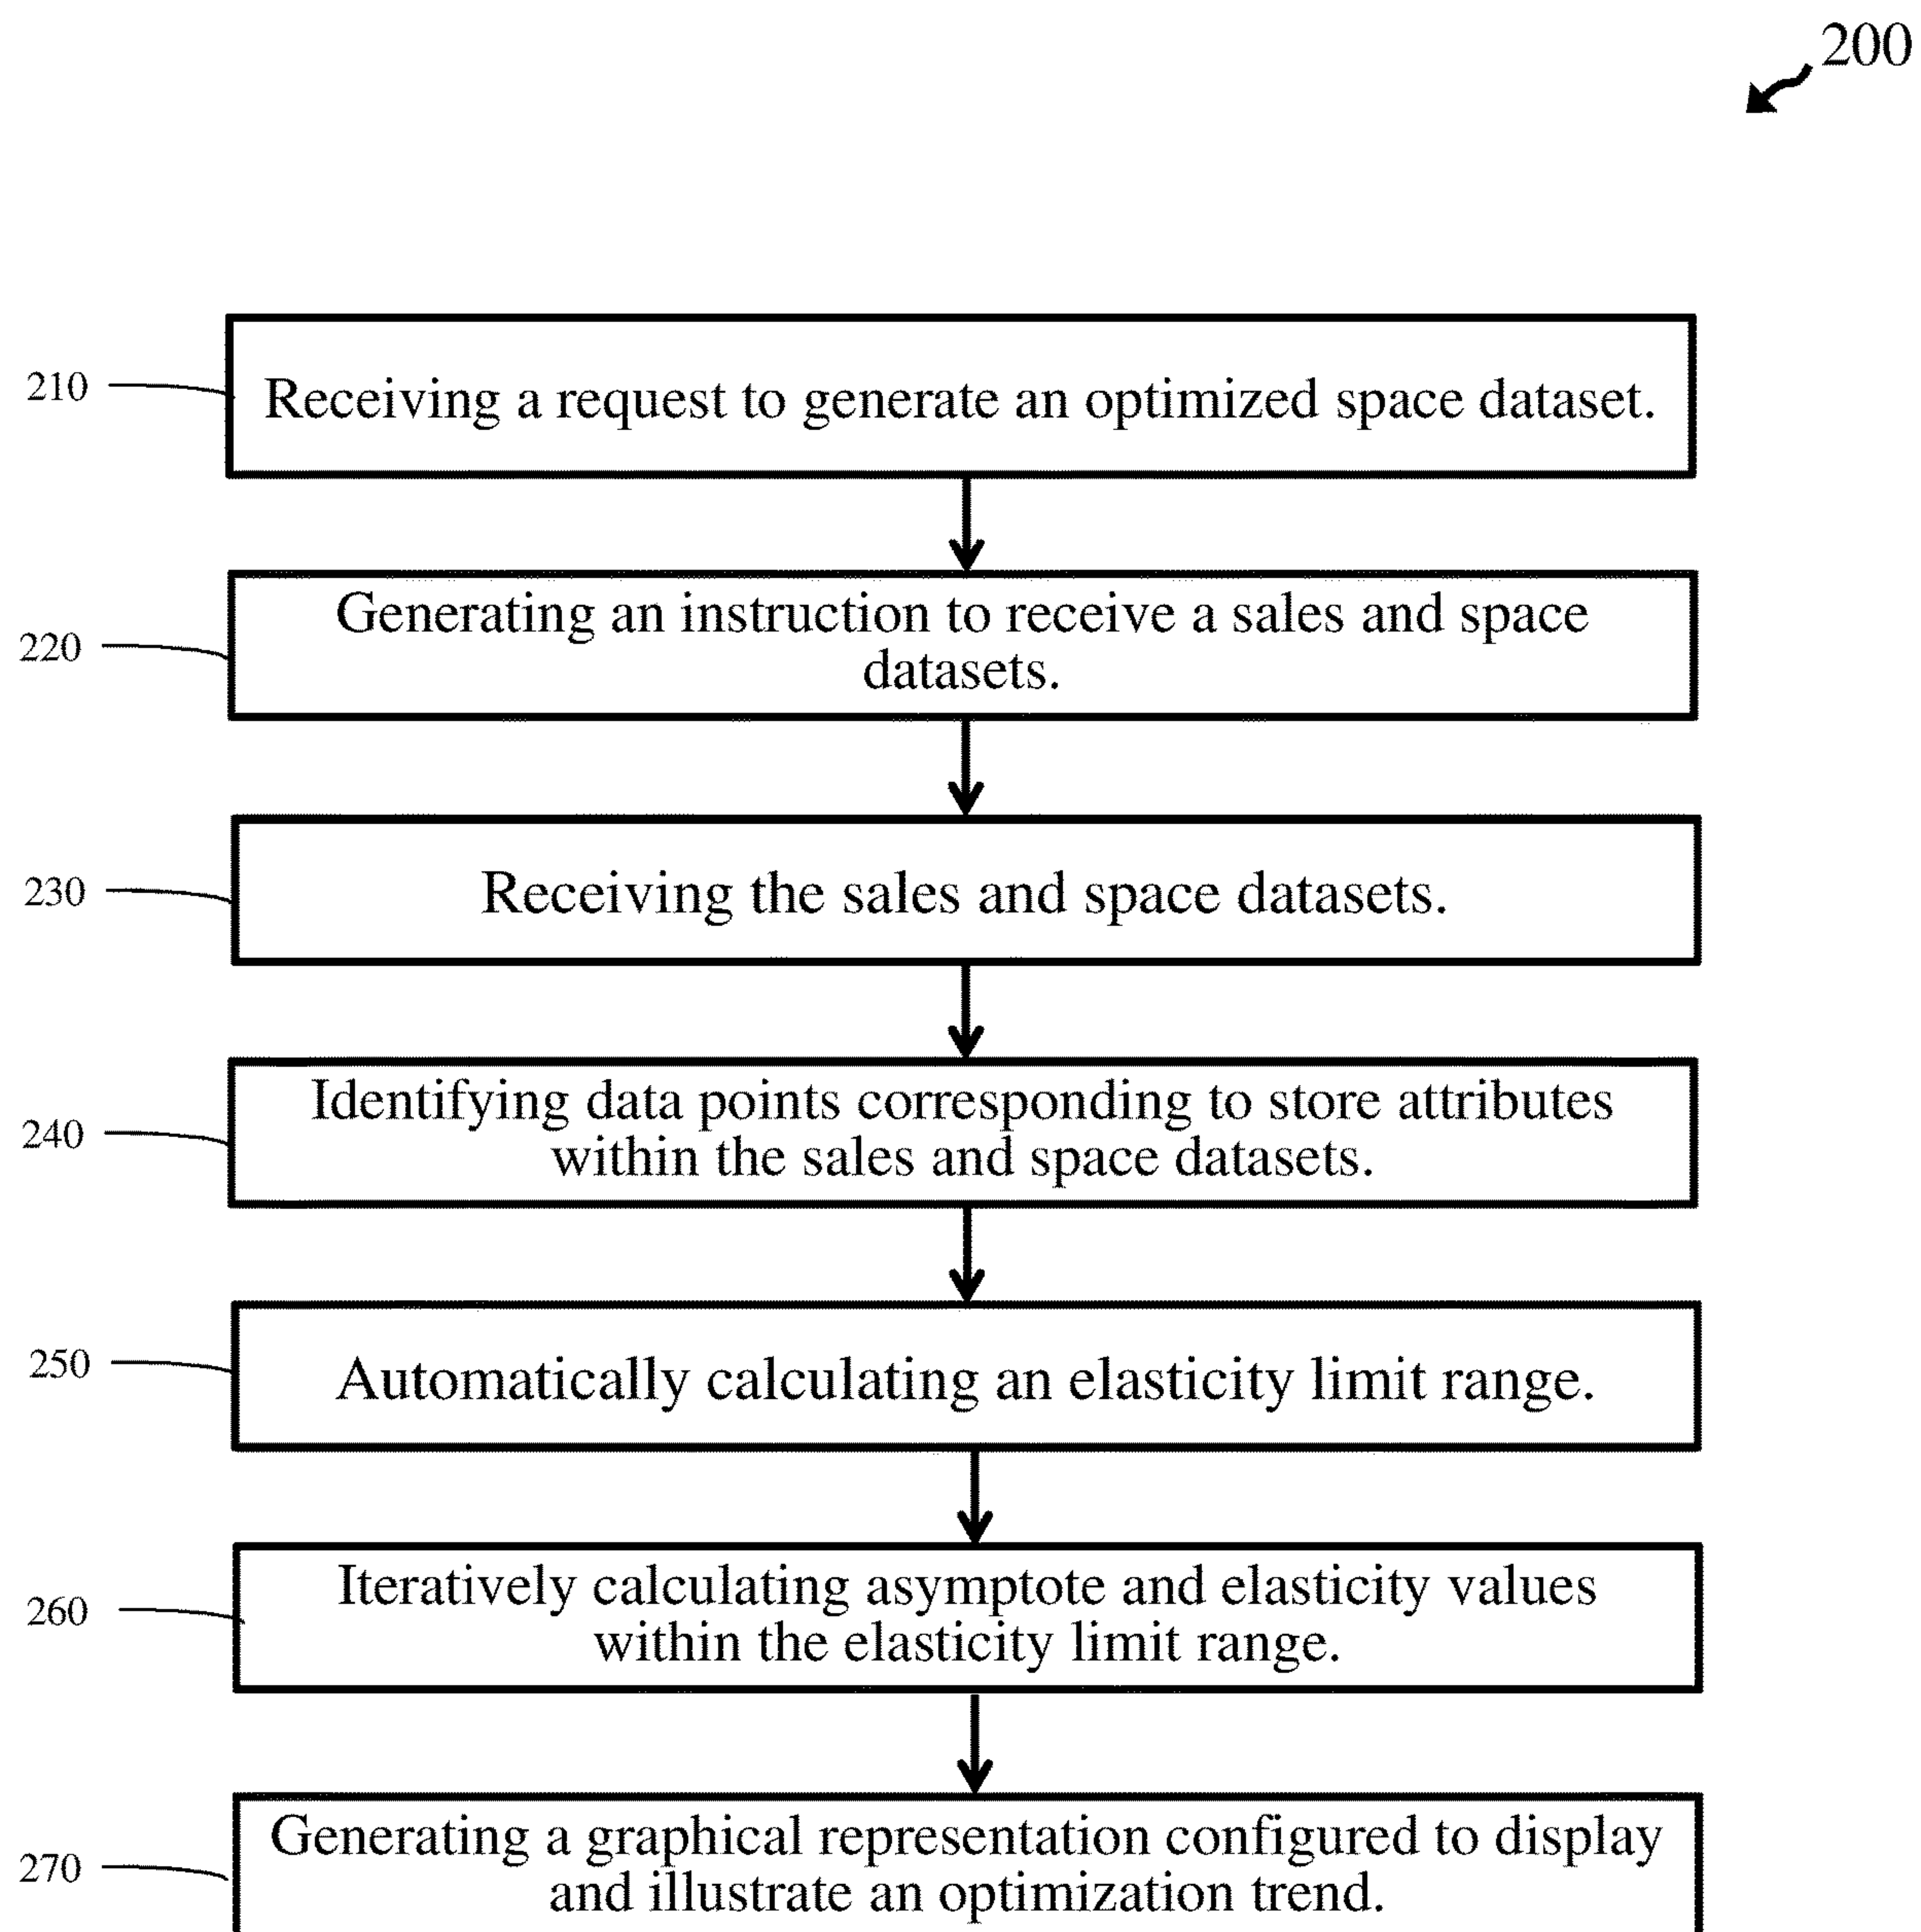 200
210
Receiving a request to generate an optimized space dataset.
220
Generating an instruction to receive a sales and space
datasets.
230
Receiving the sales and space datasets.
240
Identifying data points corresponding to store attributes
within the sales and space datasets.
250
Automatically calculating an elasticity limit range.
260
Iteratively calculating asymptote and elasticity values
within the elasticity limit range.
270
Generating a graphical representation configured to display
and illustrate an optimization trend.